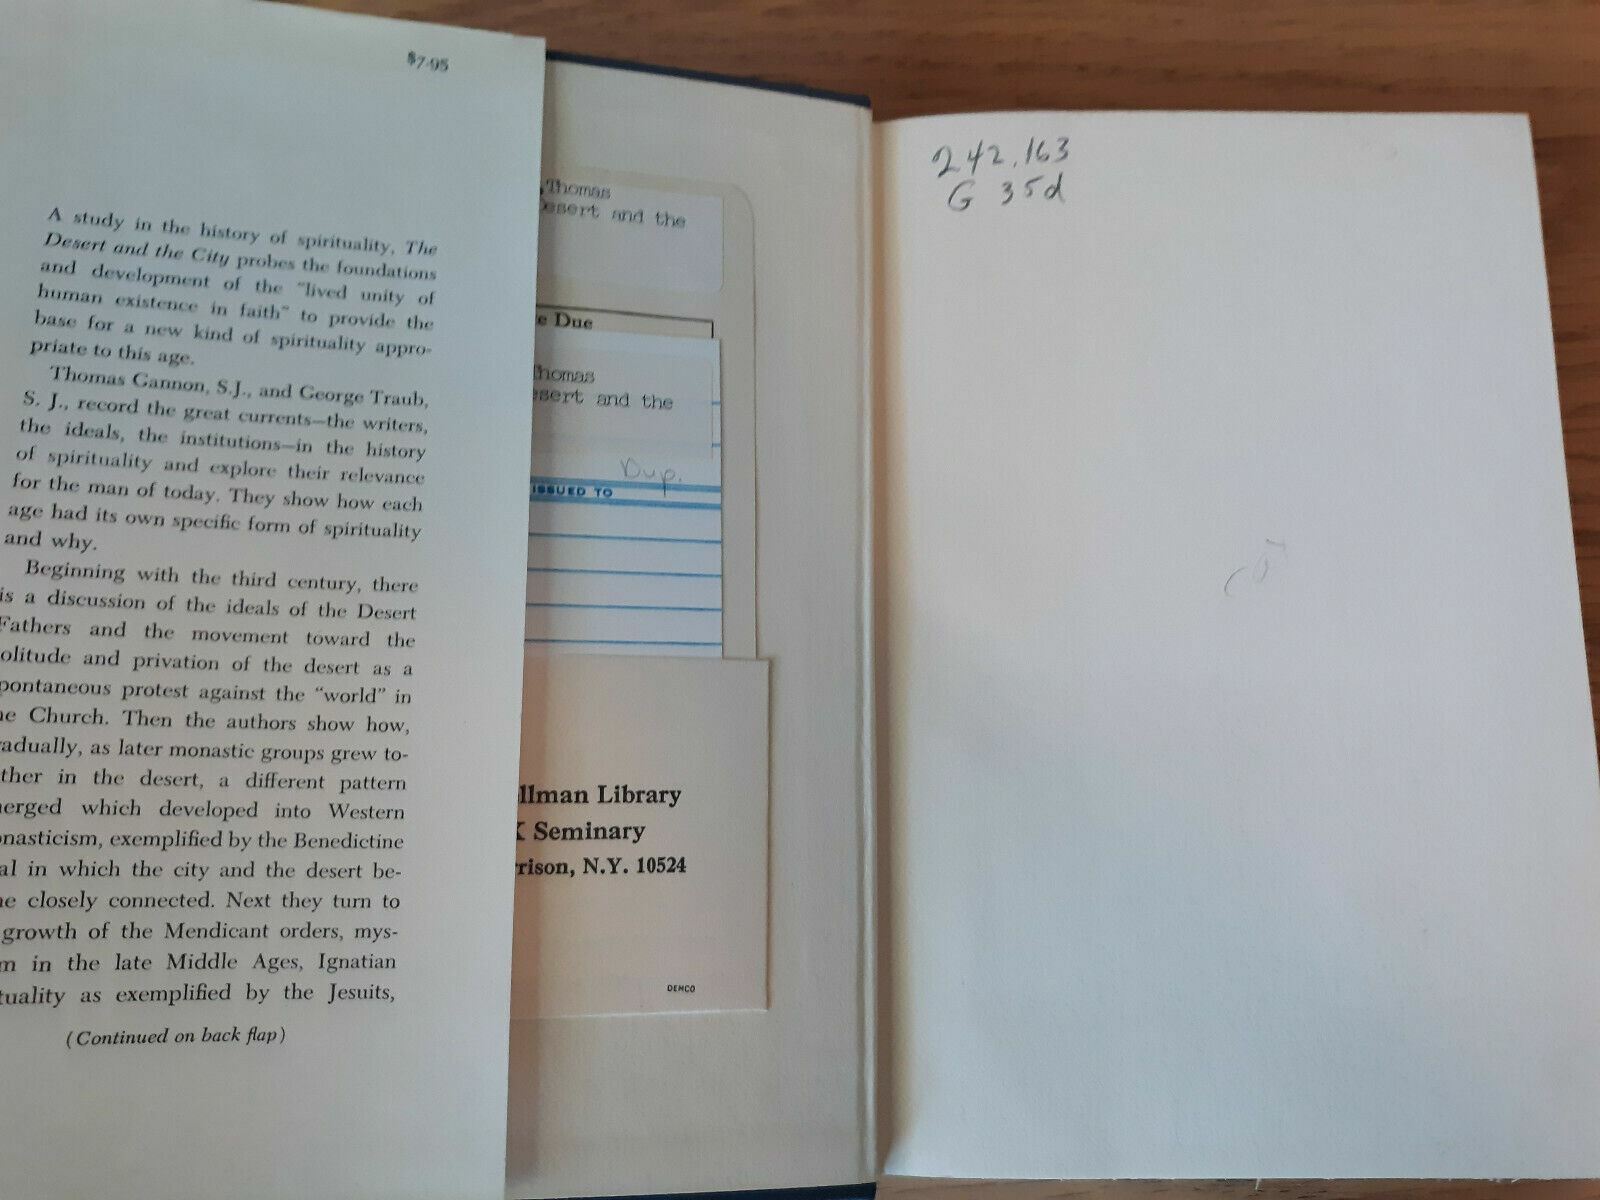 $7.95
A study in the history of spirituality, The
Desert and the City probes the foundations
and development of the "lived unity of
human existence in faith" to provide the
base for a new kind of spirituality appro-
priate to this age.
Thomas Gannon, S.J., and George Traub,
S. J., record the great currents—the writers,
the ideals, the institutions—in the history
of spirituality and explore their relevance
for the man of today. They show how each
age had its own specific form of spirituality
and why.
Beginning with the third century, there
is a discussion of the ideals of the Desert
Fathers and the movement toward the
olitude and privation of the desert as a
pontaneous protest against the "world" in
he Church. Then the authors show how,
radually, as later monastic groups grew to-
ther in the desert, a different pattern
nerged which developed into Western
onasticism, exemplified by the Benedictine
al in which the city and the desert be-
ne closely connected. Next they turn to
growth of the Mendicant orders, mys-
m in the late Middle Ages, Ignatian
tuality as exemplified by the Jesuits,
(Continued on back flap)
, Thomas
esert and the
e Due
Thomas
esert and the
Dup.
ISSUED TO
llman Library
K Seminary
rrison, N.Y. 10524
DEMCO
242.163
G 35d